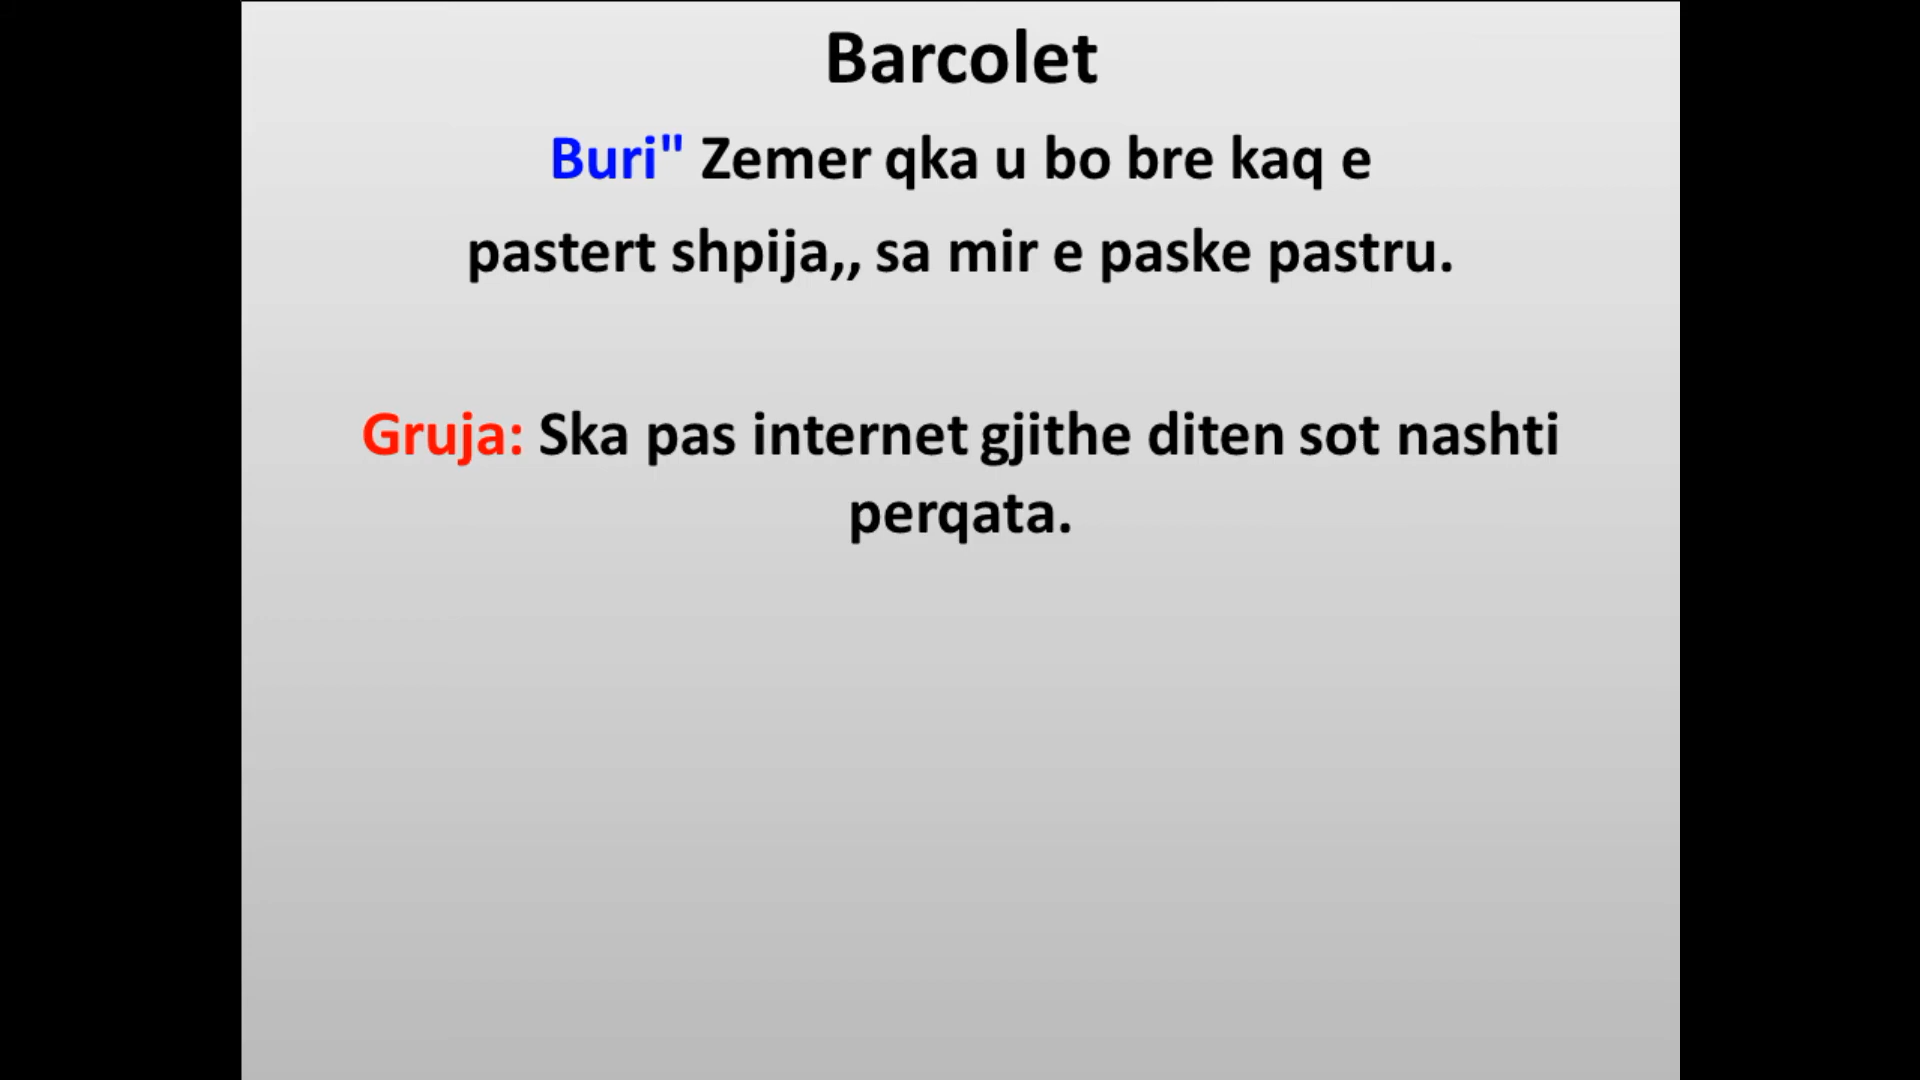 Barcolet
Buri" Zemer qka u bo bre kaq e
pastert shpija,, sa mir e paske pastru.
Gruja: Ska pas internet gjithe diten sot nashti
perqata.